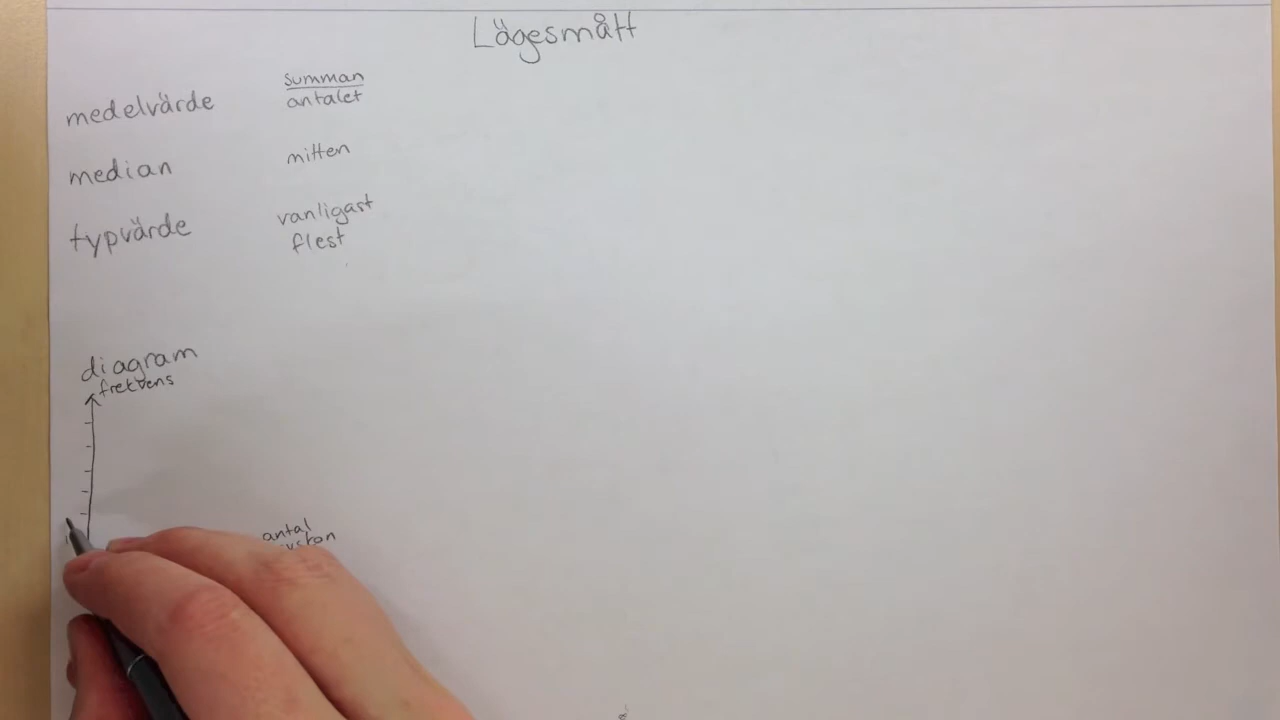 Lägesmått
medelvärde
summan
antalet
median
mitten
typvärde
vanligast
flest
diagram
frekvens
antal